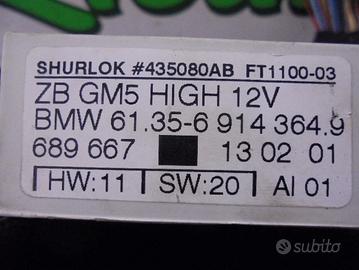 SHURLOK #435080AB FT1100-03
ZB GM5 HIGH 12V
BMW 61.35-6 914 364.9
689 667 13 02 01
HW:11 SW:20 AI 01
subito